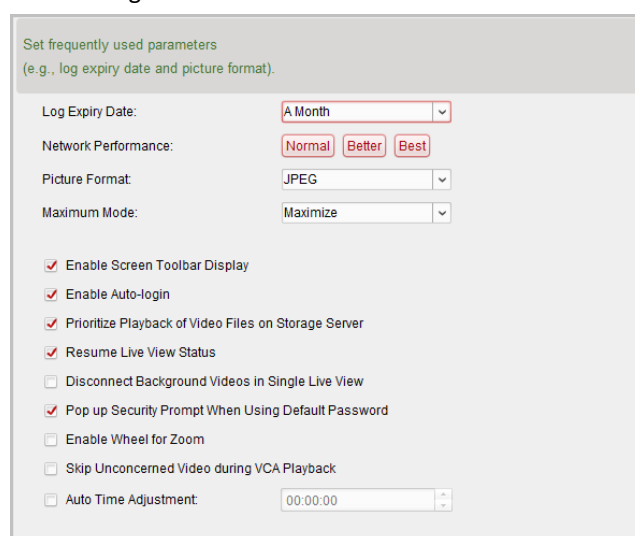 Set frequently used parameters
(e.g., log expiry date and picture format).
Log Expiry Date: A Month
Network Performance: Normal Better Best
Picture Format: JPEG
Maximum Mode: Maximize
Enable Screen Toolbar Display
Enable Auto-login
Prioritize Playback of Video Files on Storage Server
Resume Live View Status
Disconnect Background Videos in Single Live View
Pop up Security Prompt When Using Default Password
Enable Wheel for Zoom
Skip Unconcerned Video during VCA Playback
Auto Time Adjustment: 00:00:00